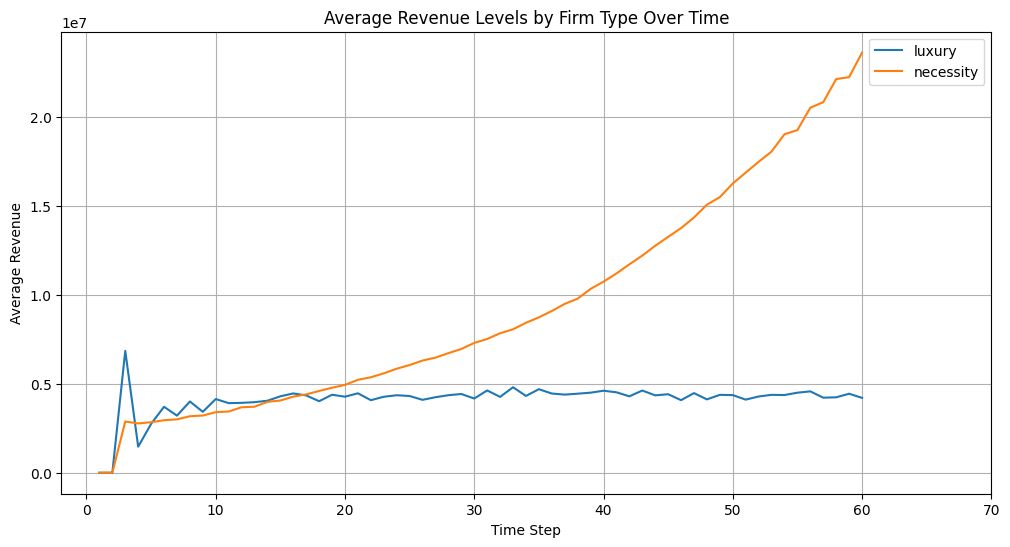 Average Revenue Levels by Firm Type Over Time
1e7
luxury
necessity
2.0
1.5
1.0
0.5
0.0
Average Revenue
0 10 20 30 40 50 60 70
Time Step